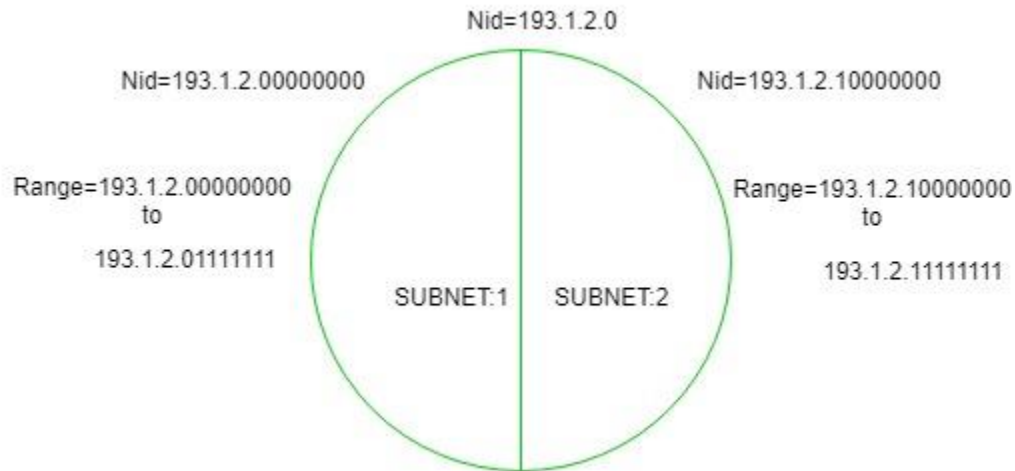 Nid=193.1.2.0
Nid=193.1.2.00000000
Nid=193.1.2.10000000
Range=193.1.2.00000000
to
193.1.2.01111111
Range=193.1.2.10000000
to
193.1.2.11111111
SUBNET:1
SUBNET:2